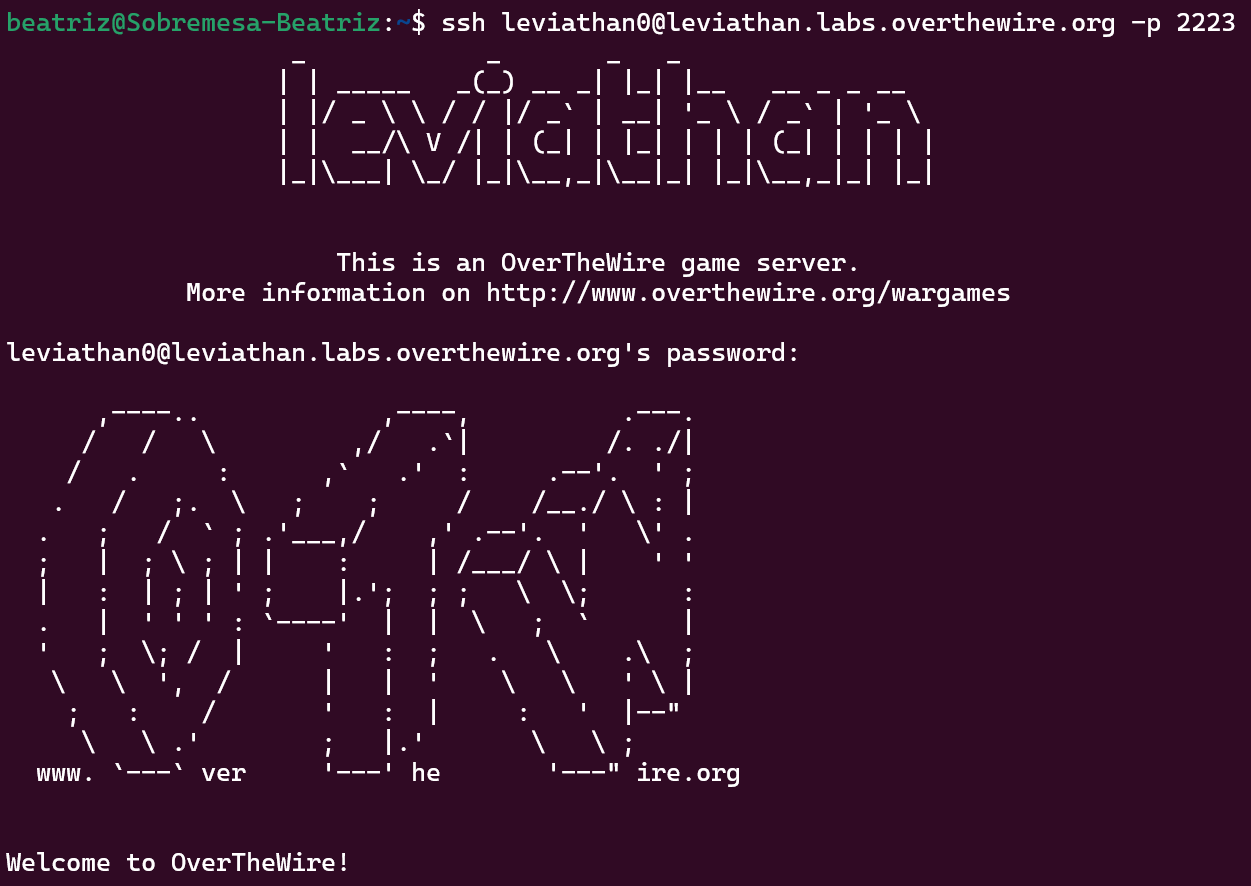 beatriz@Sobremesa-Beatriz:~$ ssh leviathan0@leviathan.labs.overthewire.org -p 2223
leviathan
This is an OverTheWire game server.
More information on http://www.overthewire.org/wargames
leviathan0@leviathan.labs.overthewire.org's password:
OTW
www. ver he ire.org
Welcome to OverTheWire!